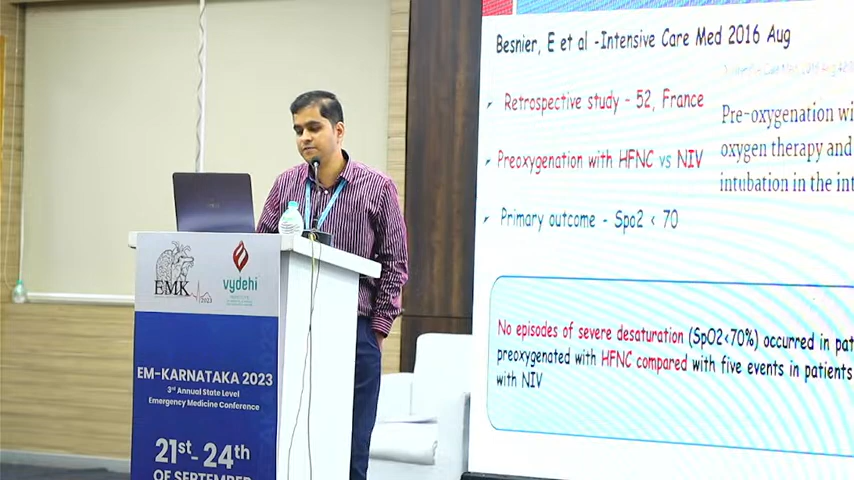 EMK
2023
vydehi
EM-KARNATAKA 2023
3rd Annual State Level
Emergency Medicine Conference
21st - 24th
OF SEPTEMBER
Besnier, E et al -Intensive Care Med 2016 Aug
Retrospective study - 52, France
Preoxygenation with HFNC vs NIV
Primary outcome - Spo2 < 70
Pre-oxygenation wi
oxygen therapy and
intubation in the int
No episodes of severe desaturation (SpO2<70%) occurred in pat
preoxygenated with HFNC compared with five events in patients
with NIV